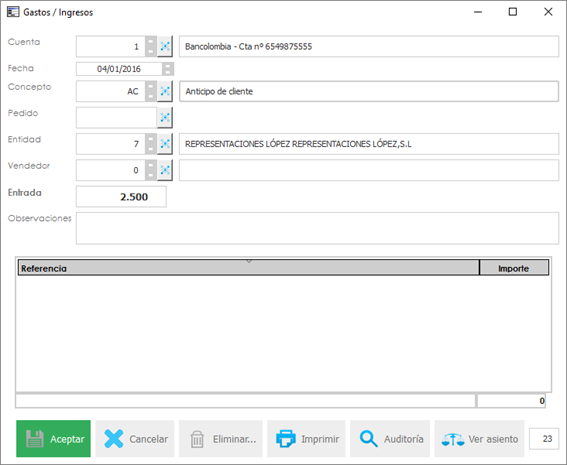 Gastos / Ingresos
Cuenta 1 Bancolombia - Cta nº 6549875555
Fecha 04/01/2016
Concepto AC Anticipo de cliente
Pedido
Entidad 7 REPRESENTACIONES LÓPEZ REPRESENTACIONES LÓPEZ,S.L
Vendedor 0
Entrada 2.500
Observaciones
Referencia Importe
0
Aceptar Cancelar Eliminar... Imprimir Auditoría Ver asiento 23